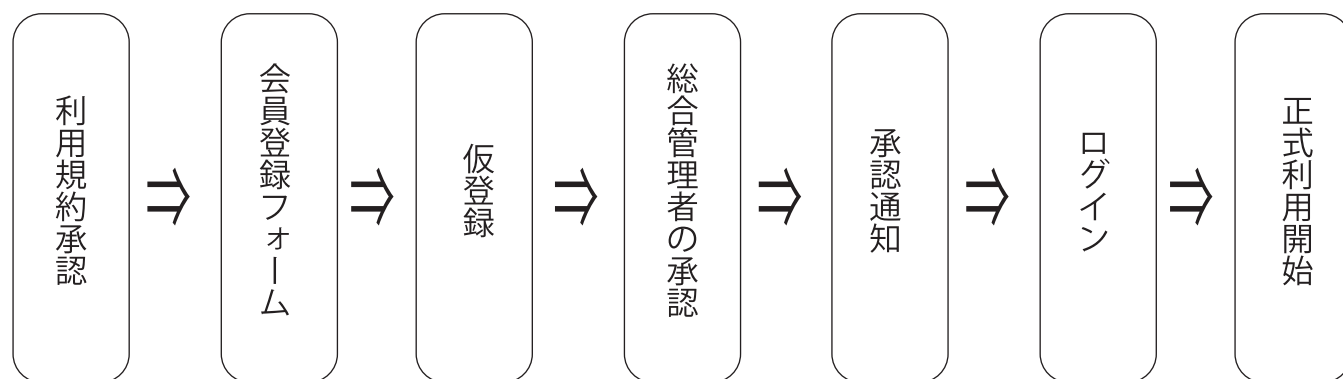 利用規約承認
会員登録フォーム
仮登録
総合管理者の承認
承認通知
ログイン
正式利用開始